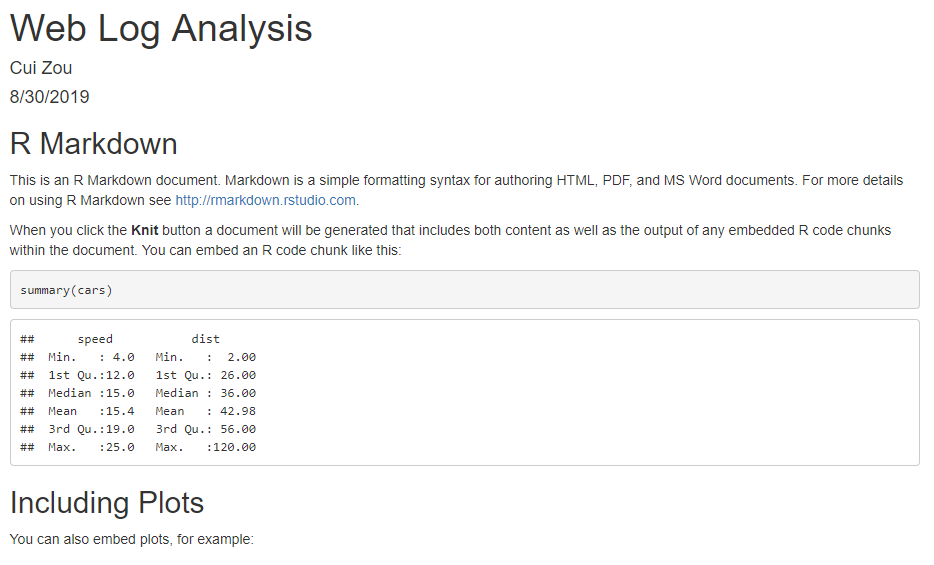 Web Log Analysis
Cui Zou
8/30/2019
R Markdown
This is an R Markdown document. Markdown is a simple formatting syntax for authoring HTML, PDF, and MS Word documents. For more details
on using R Markdown see http://rmarkdown.rstudio.com.
When you click the Knit button a document will be generated that includes both content as well as the output of any embedded R code chunks
within the document. You can embed an R code chunk like this:
summary(cars)
##      speed           dist
##  Min.   : 4.0   Min.   :  2.00
##  1st Qu.:12.0   1st Qu.: 26.00
##  Median :15.0   Median : 36.00
##  Mean   :15.4   Mean   : 42.98
##  3rd Qu.:19.0   3rd Qu.: 56.00
##  Max.   :25.0   Max.   :120.00
Including Plots
You can also embed plots, for example: